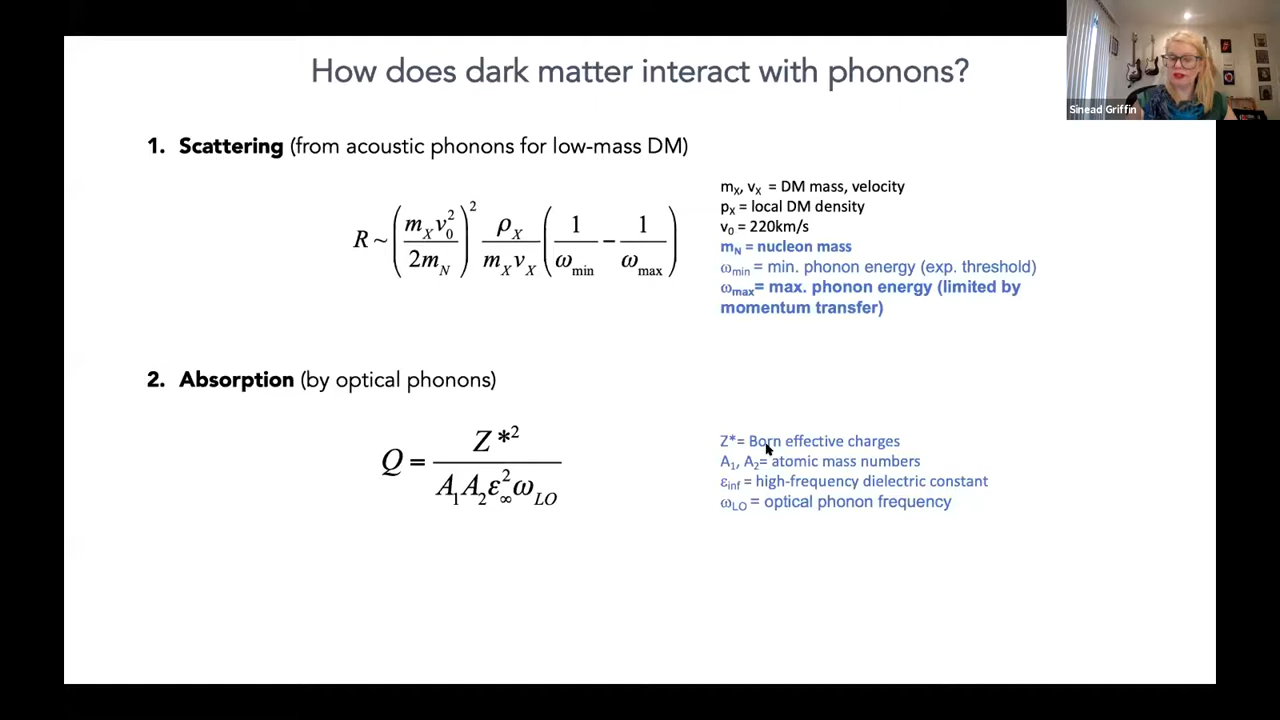 How does dark matter interact with phonons?
Sinead Griffin
1. Scattering (from acoustic phonons for low-mass DM)
R ~ (m_X v_0^2 / 2m_N)^2 ρ_X / m_X v_X (1/ω_min − 1/ω_max)
m_X, v_X = DM mass, velocity
p_X = local DM density
v_0 = 220km/s
m_N = nucleon mass
ω_min = min. phonon energy (exp. threshold)
ω_max= max. phonon energy (limited by
momentum transfer)
2. Absorption (by optical phonons)
Q = Z*^2 / A_1 A_2 ε_∞^2 ω_LO
Z*= Born effective charges
A_1, A_2= atomic mass numbers
ε_inf = high-frequency dielectric constant
ω_LO = optical phonon frequency